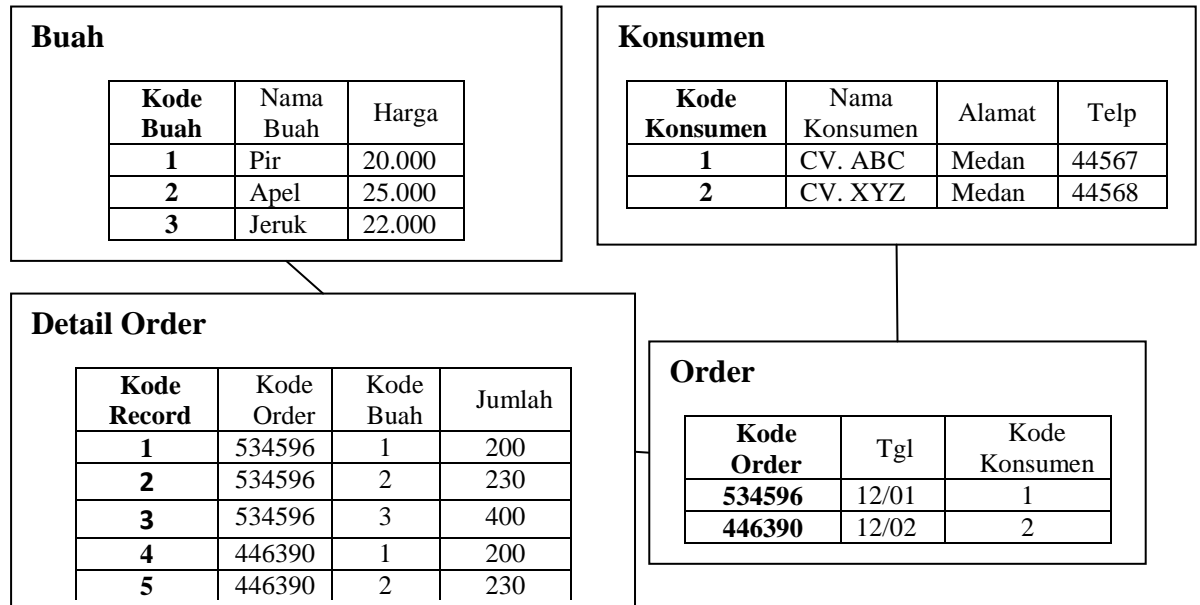 Buah
Kode Buah Nama Buah Harga
1 Pir 20.000
2 Apel 25.000
3 Jeruk 22.000
Konsumen
Kode Konsumen Nama Konsumen Alamat Telp
1 CV. ABC Medan 44567
2 CV. XYZ Medan 44568
Detail Order
Kode Record Kode Order Kode Buah Jumlah
1 534596 1 200
2 534596 2 230
3 534596 3 400
4 446390 1 200
5 446390 2 230
Order
Kode Order Tgl Kode Konsumen
534596 12/01 1
446390 12/02 2